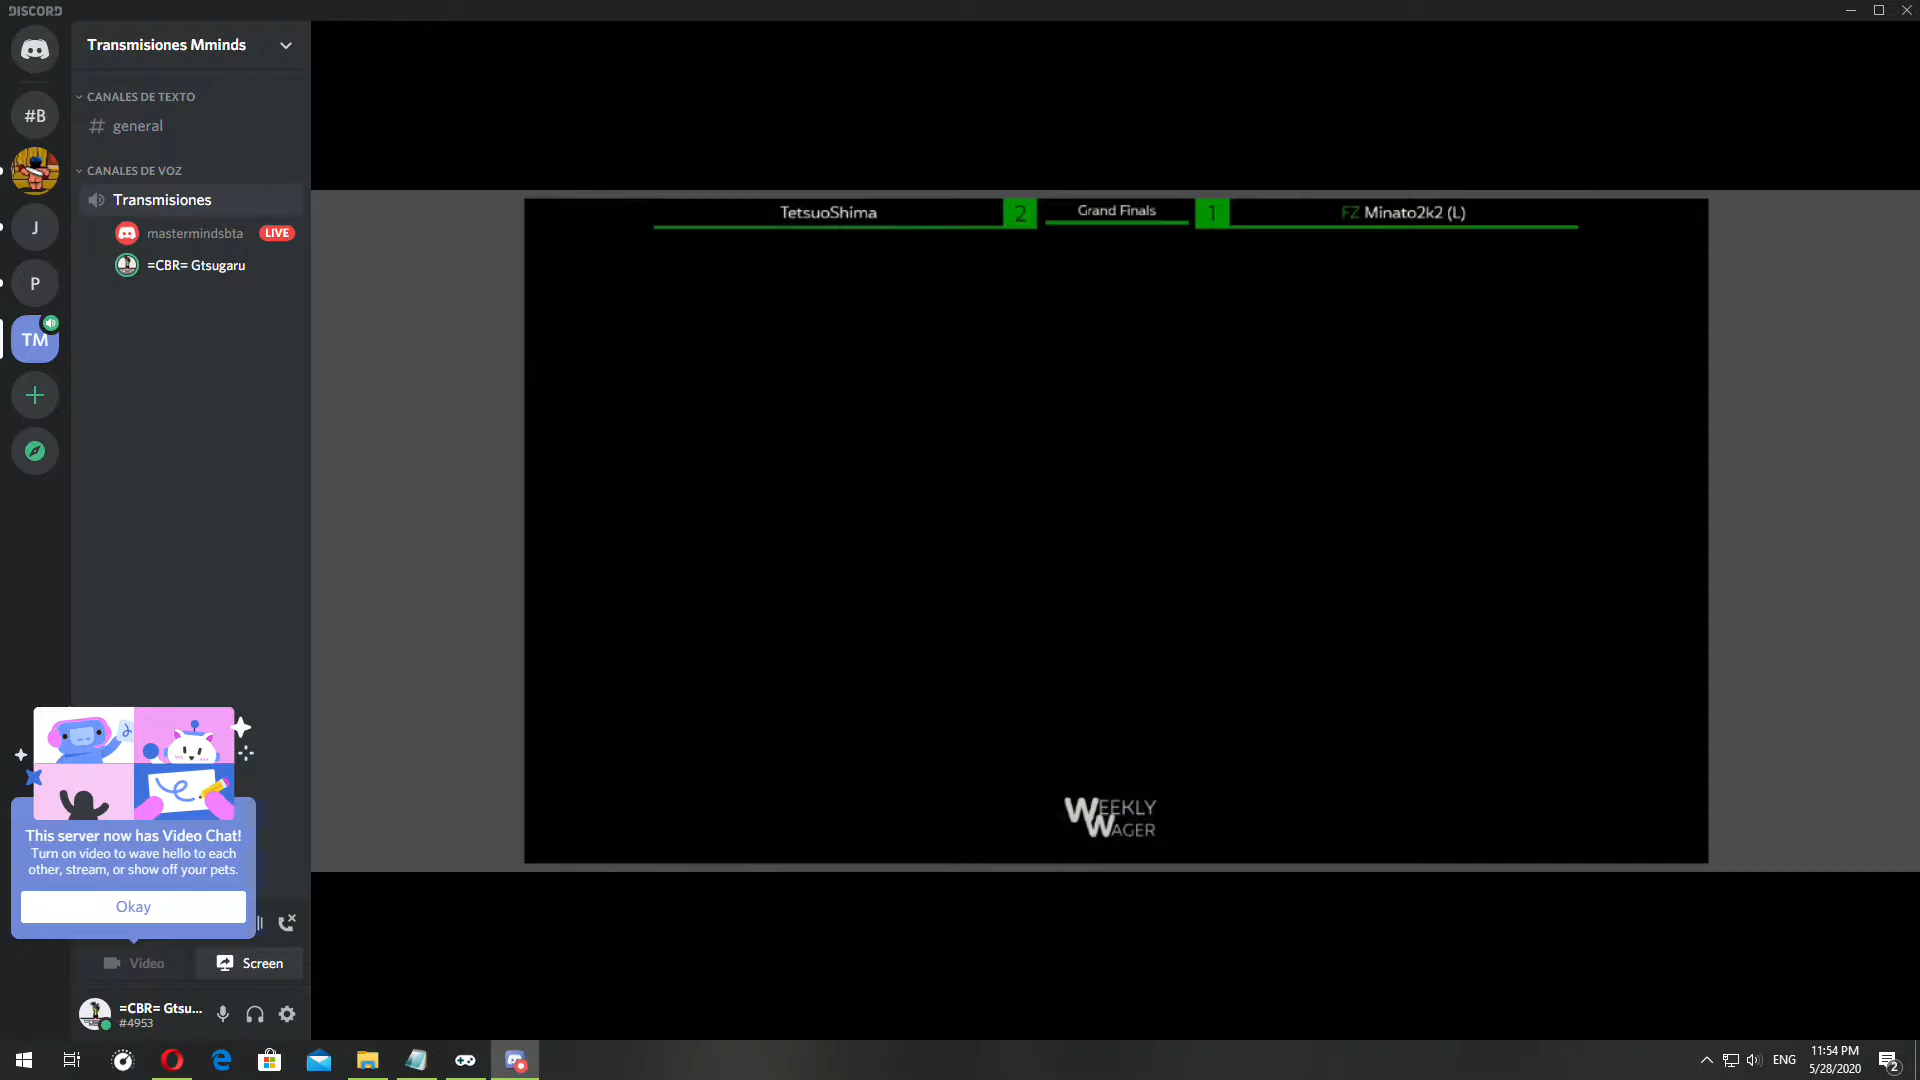 DISCORD
Transmisiones Mminds
CANALES DE TEXTO
general
CANALES DE VOZ
Transmisiones
mastermindsbta LIVE
=CBR= Gtsugaru
#B
J
P
TM
TetsuoShima 2 Grand Finals 1 FZ Minato2k2 (L)
WEEKLY
WAGER
This server now has Video Chat!
Turn on video to wave hello to each
other, stream, or show off your pets.
Okay
Video Screen
=CBR= Gtsu...
#4953
ENG
11:54 PM
5/28/2020
2